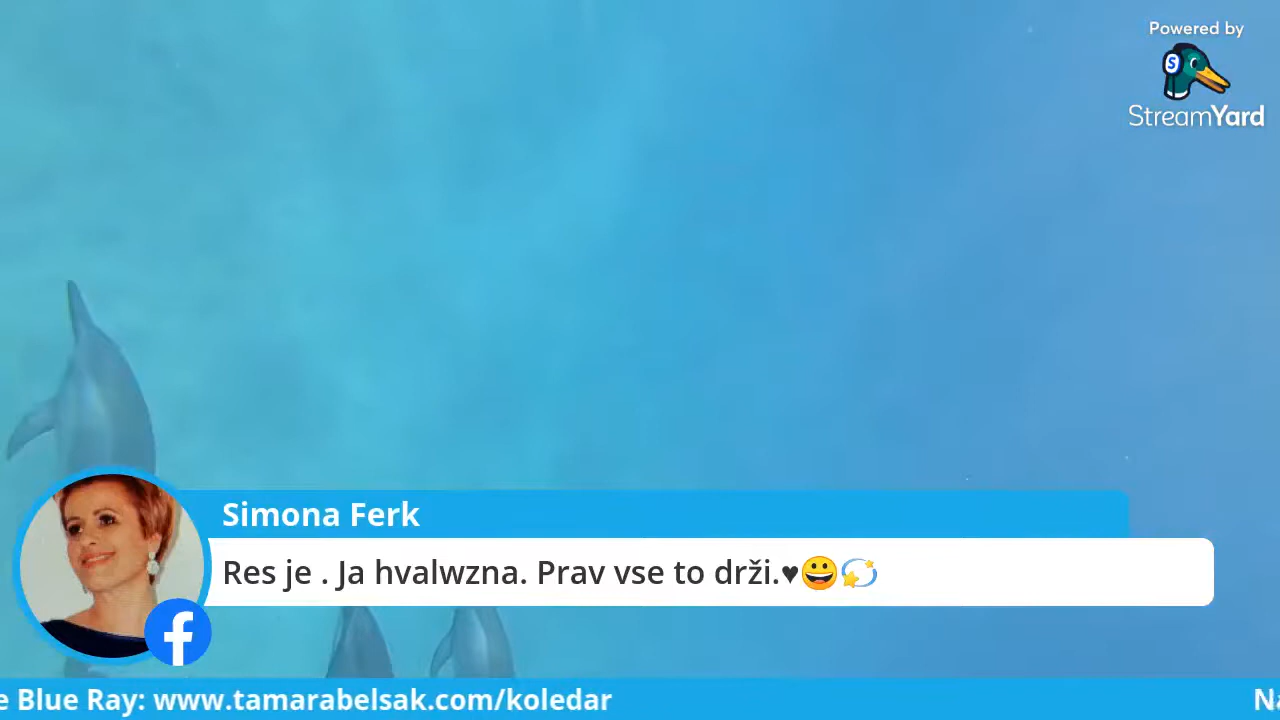 Powered by
S
StreamYard
Simona Ferk
Res je . Ja hvalwzna. Prav vse to drži.♥😀💫
e Blue Ray: www.tamarabelsak.com/koledar
Na